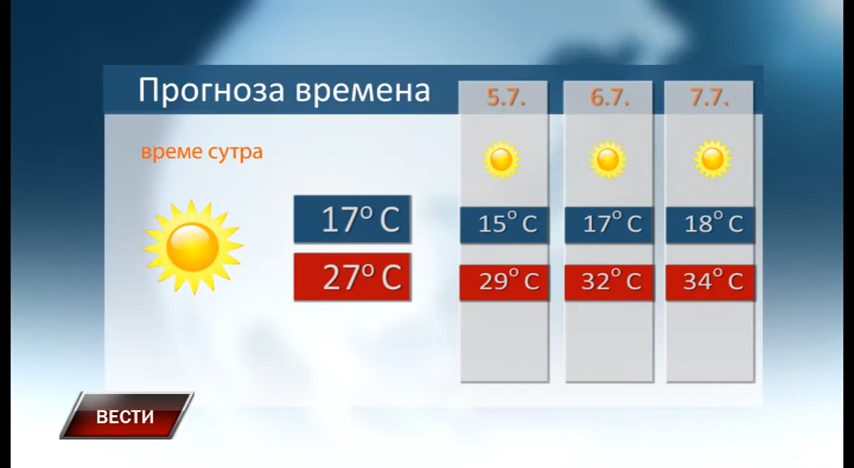 Прогноза времена
време сутра
17° C
27° C
5.7.
15° C
29° C
6.7.
17° C
32° C
7.7.
18° C
34° C
ВЕСТИ